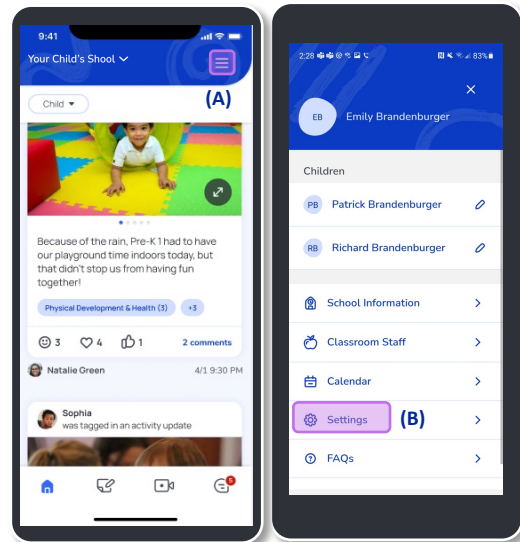 9:41
Your Child's Shool
(A)
Child
Because of the rain, Pre-K 1 had to have
our playground time indoors today, but
that didn't stop us from having fun
together!
Physical Development & Health (3)
+3
3
4
1
2 comments
Natalie Green
4/1 9:30 PM
Sophia
was tagged in an activity update
5
2:28
83%
EB
Emily Brandenburger
Children
PB
Patrick Brandenburger
RB
Richard Brandenburger
School Information
Classroom Staff
Calendar
Settings
(B)
FAQs